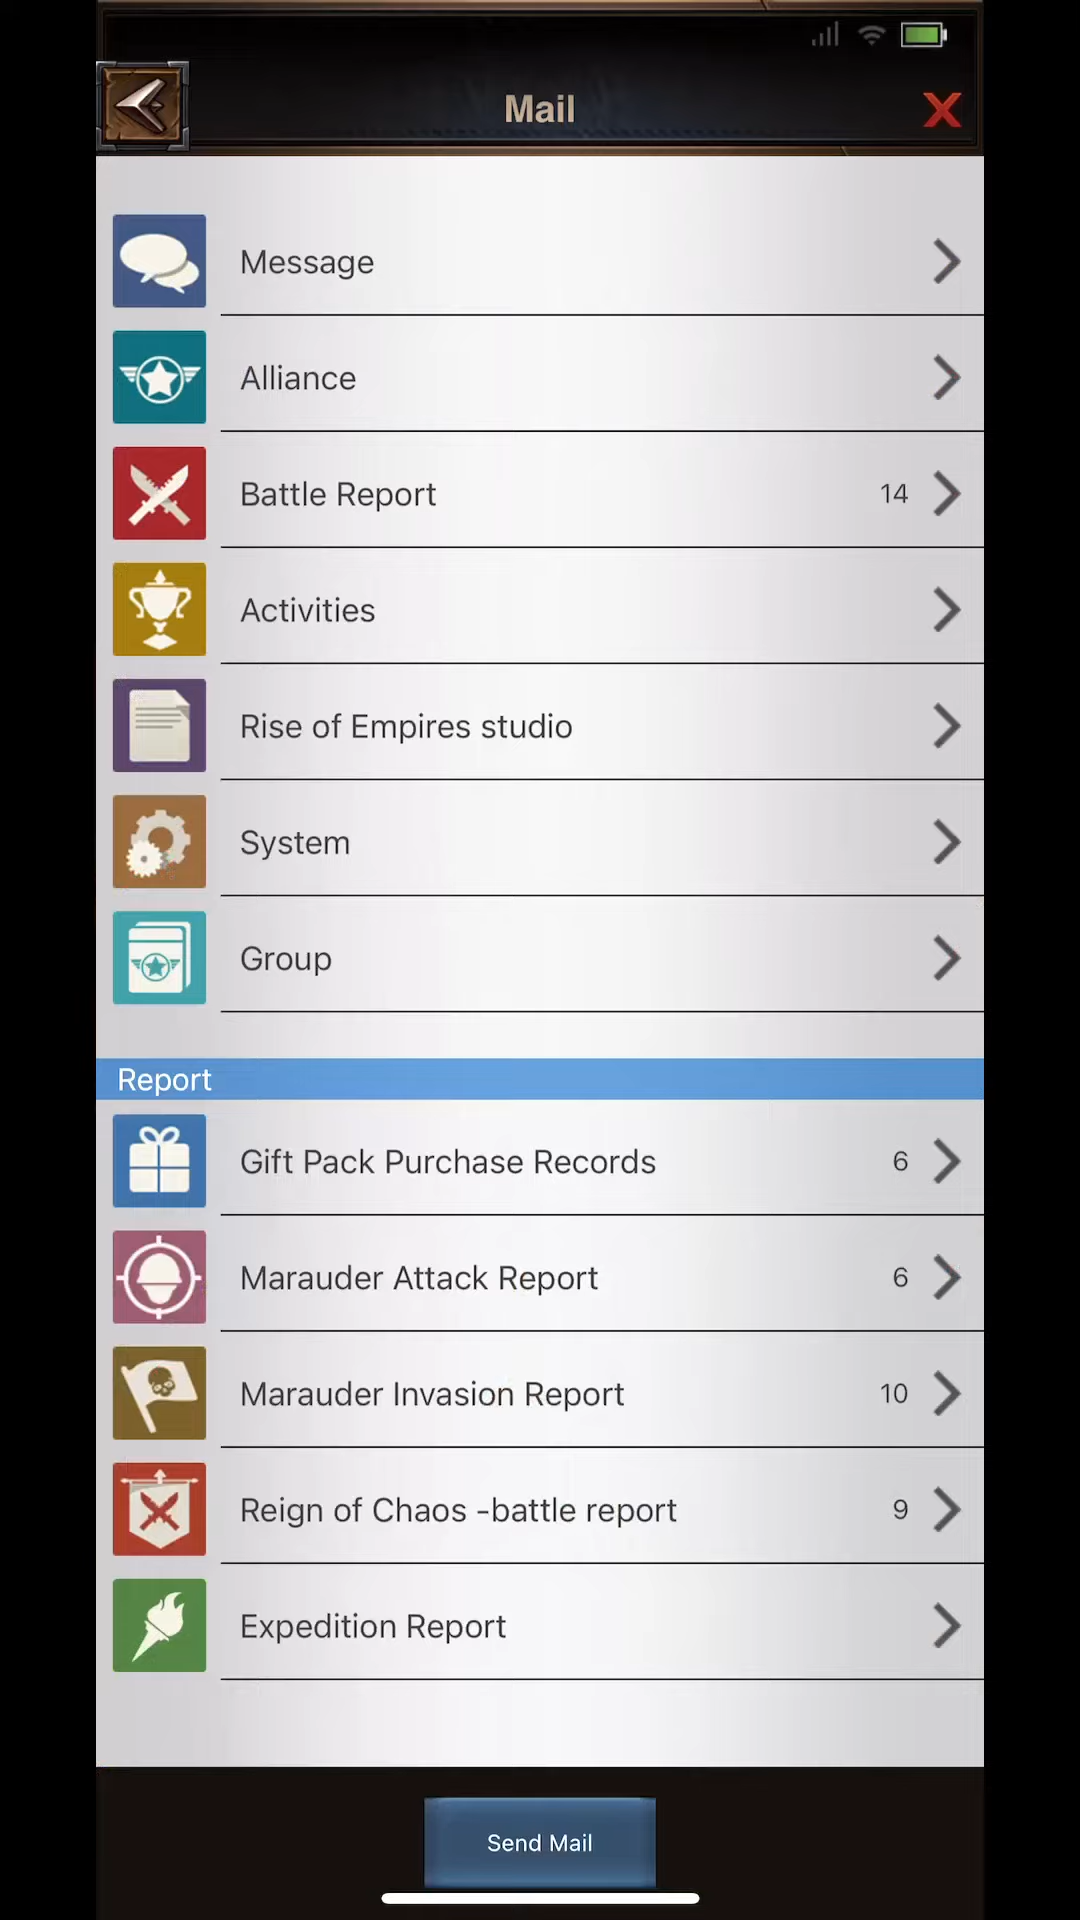 Mail
Message
Alliance
Battle Report 14
Activities
Rise of Empires studio
System
Group
Report
Gift Pack Purchase Records 6
Marauder Attack Report 6
Marauder Invasion Report 10
Reign of Chaos -battle report 9
Expedition Report
Send Mail